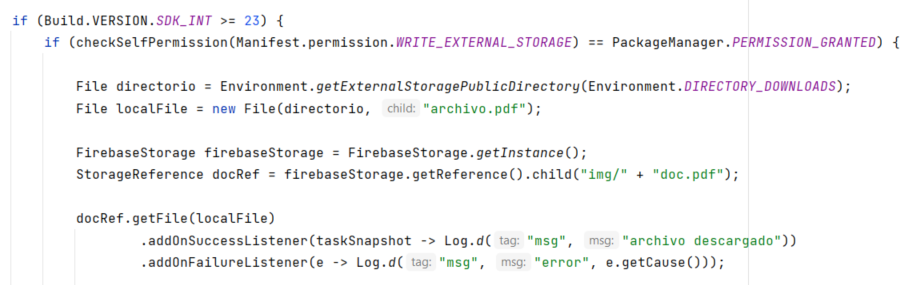 if (Build.VERSION.SDK_INT >= 23) {
if (checkSelfPermission(Manifest.permission.WRITE_EXTERNAL_STORAGE) == PackageManager.PERMISSION_GRANTED) {
File directorio = Environment.getExternalStoragePublicDirectory(Environment.DIRECTORY_DOWNLOADS);
File localFile = new File(directorio, child: "archivo.pdf");
FirebaseStorage firebaseStorage = FirebaseStorage.getInstance();
StorageReference docRef = firebaseStorage.getReference().child("img/" + "doc.pdf");
docRef.getFile(localFile)
.addOnSuccessListener(taskSnapshot -> Log.d( tag: "msg", msg: "archivo descargado"))
.addOnFailureListener(e -> Log.d( tag: "msg", msg: "error", e.getCause()));